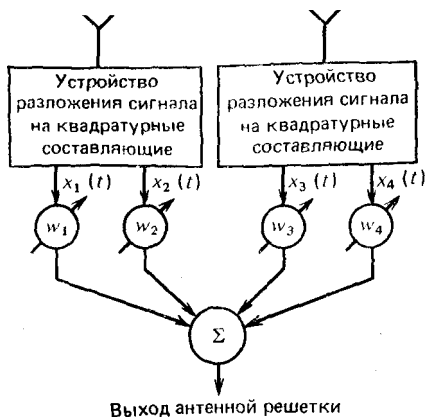 Устройство
разложения сигнала
на квадратурные
составляющие
Устройство
разложения сигнала
на квадратурные
составляющие
x₁ (t)
x₂ (t)
x₃ (t)
x₄ (t)
w₁
w₂
w₃
w₄
Σ
Выход антенной решетки